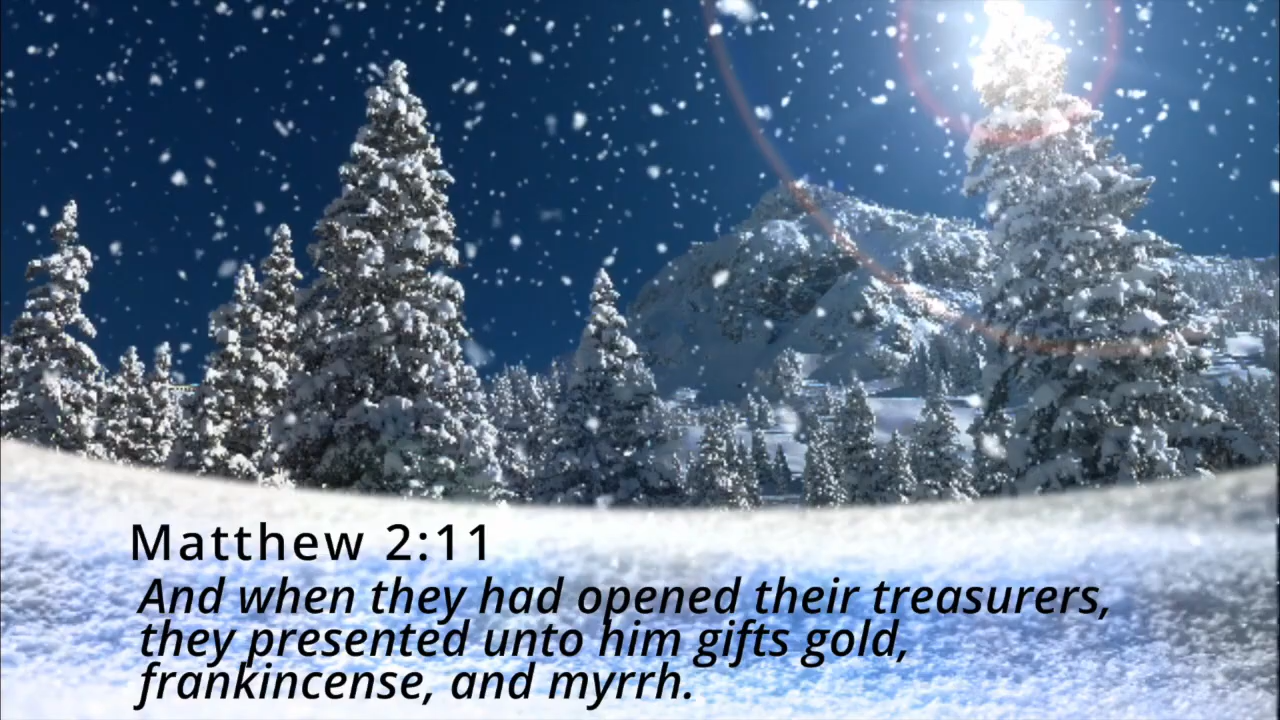 Matthew 2:11
And when they had opened their treasurers,
they presented unto him gifts gold,
frankincense, and myrrh.